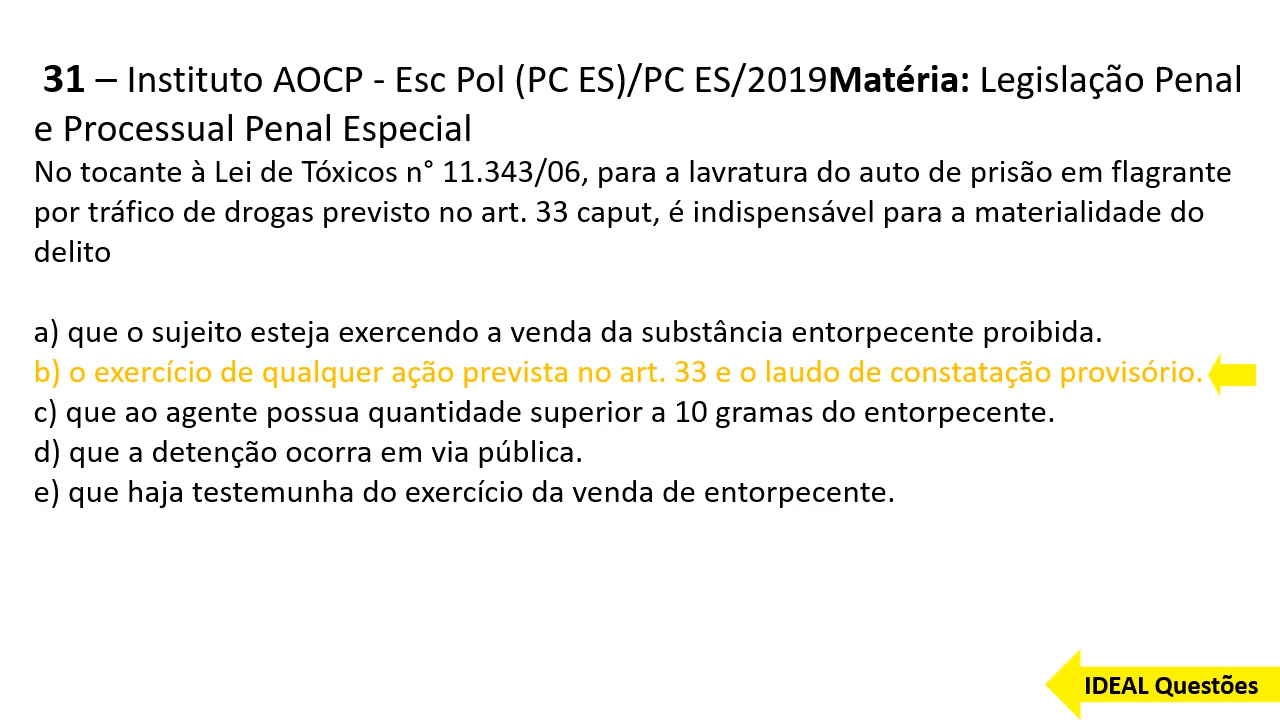 31 – Instituto AOCP - Esc Pol (PC ES)/PC ES/2019Matéria: Legislação Penal
e Processual Penal Especial
No tocante à Lei de Tóxicos n° 11.343/06, para a lavratura do auto de prisão em flagrante
por tráfico de drogas previsto no art. 33 caput, é indispensável para a materialidade do
delito
a) que o sujeito esteja exercendo a venda da substância entorpecente proibida.
b) o exercício de qualquer ação prevista no art. 33 e o laudo de constatação provisório.
c) que ao agente possua quantidade superior a 10 gramas do entorpecente.
d) que a detenção ocorra em via pública.
e) que haja testemunha do exercício da venda de entorpecente.
IDEAL Questões